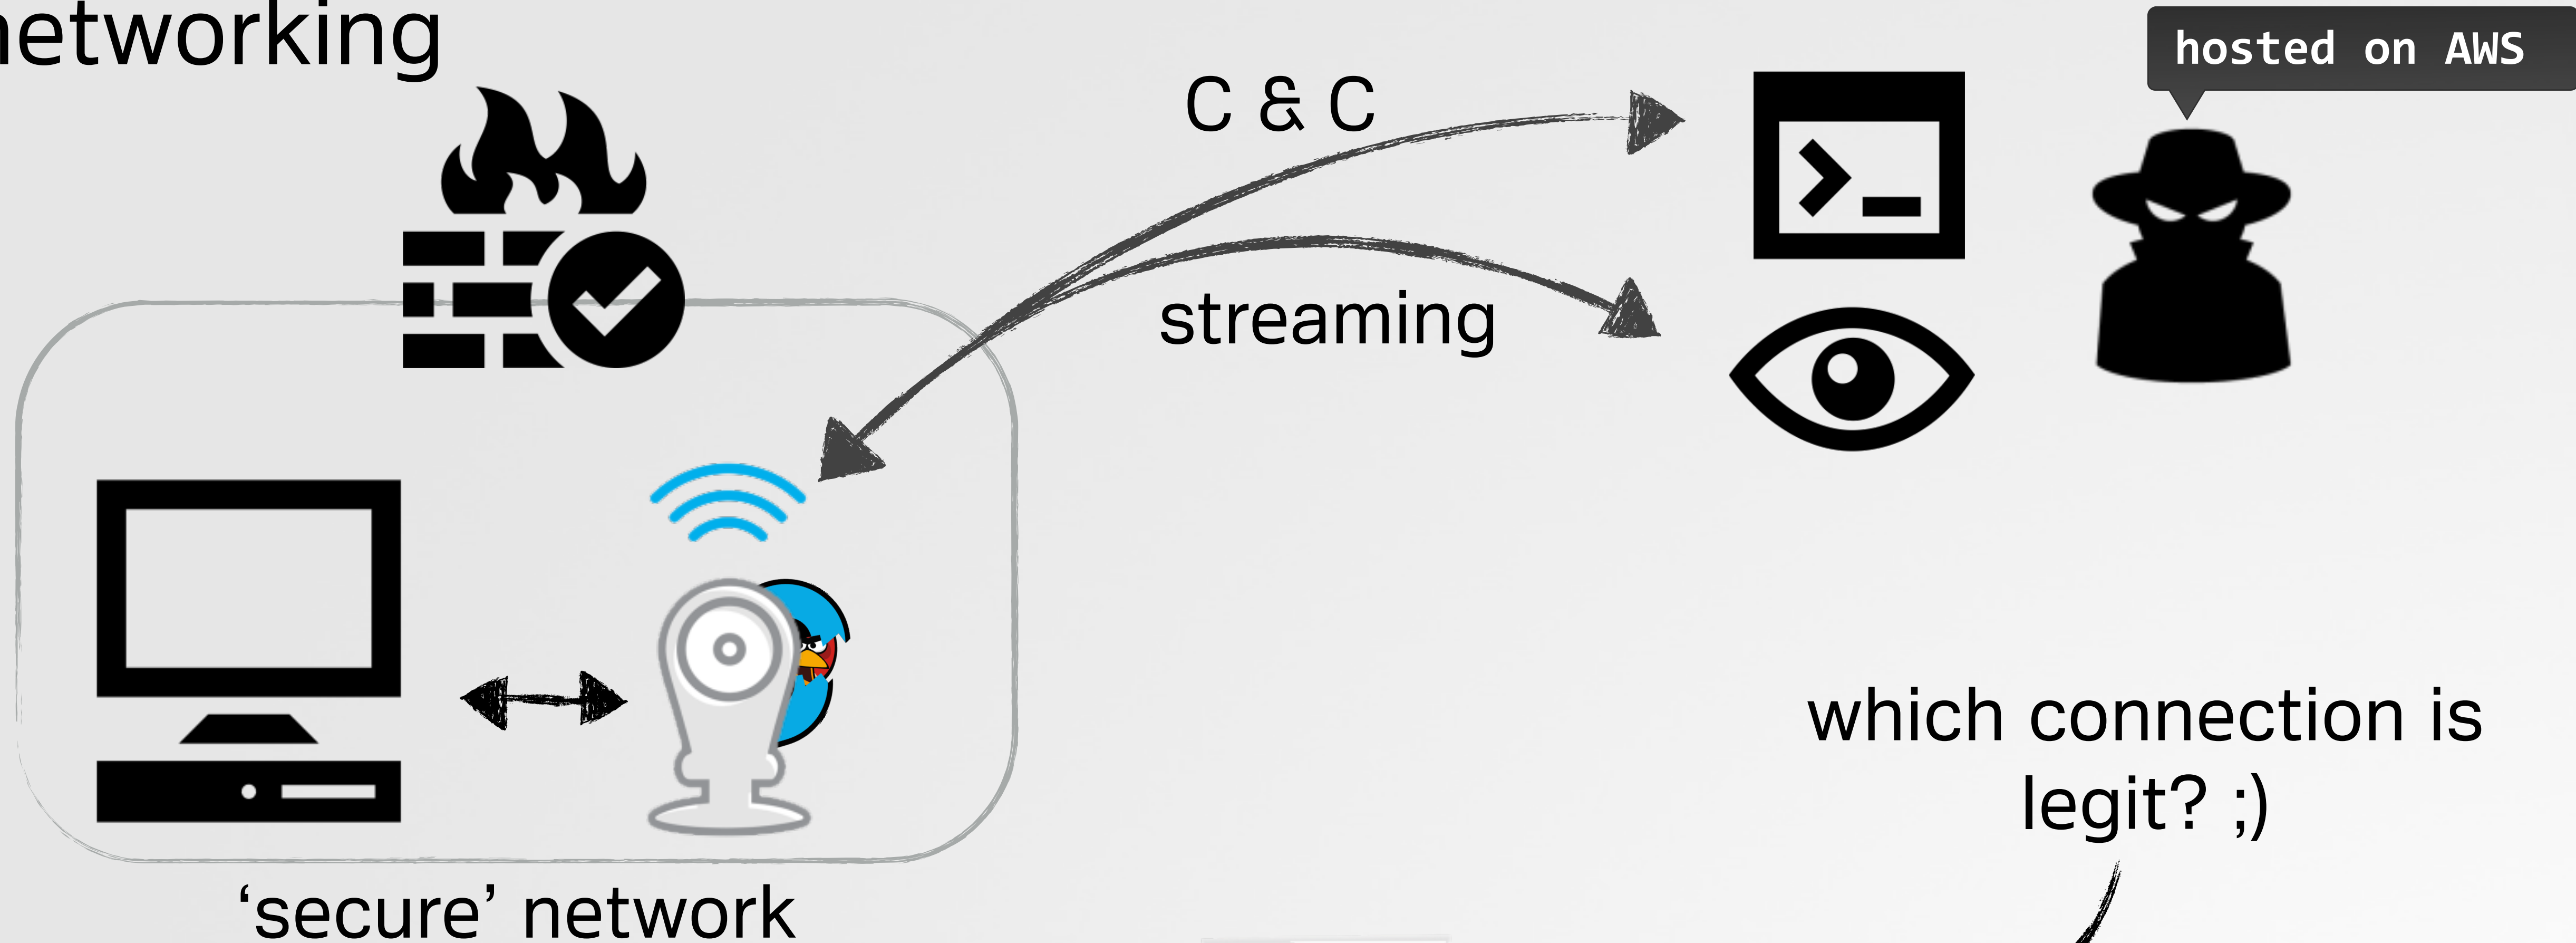 networking
hosted on AWS
C & C
streaming
which connection is
legit? ;)
‘secure’ network